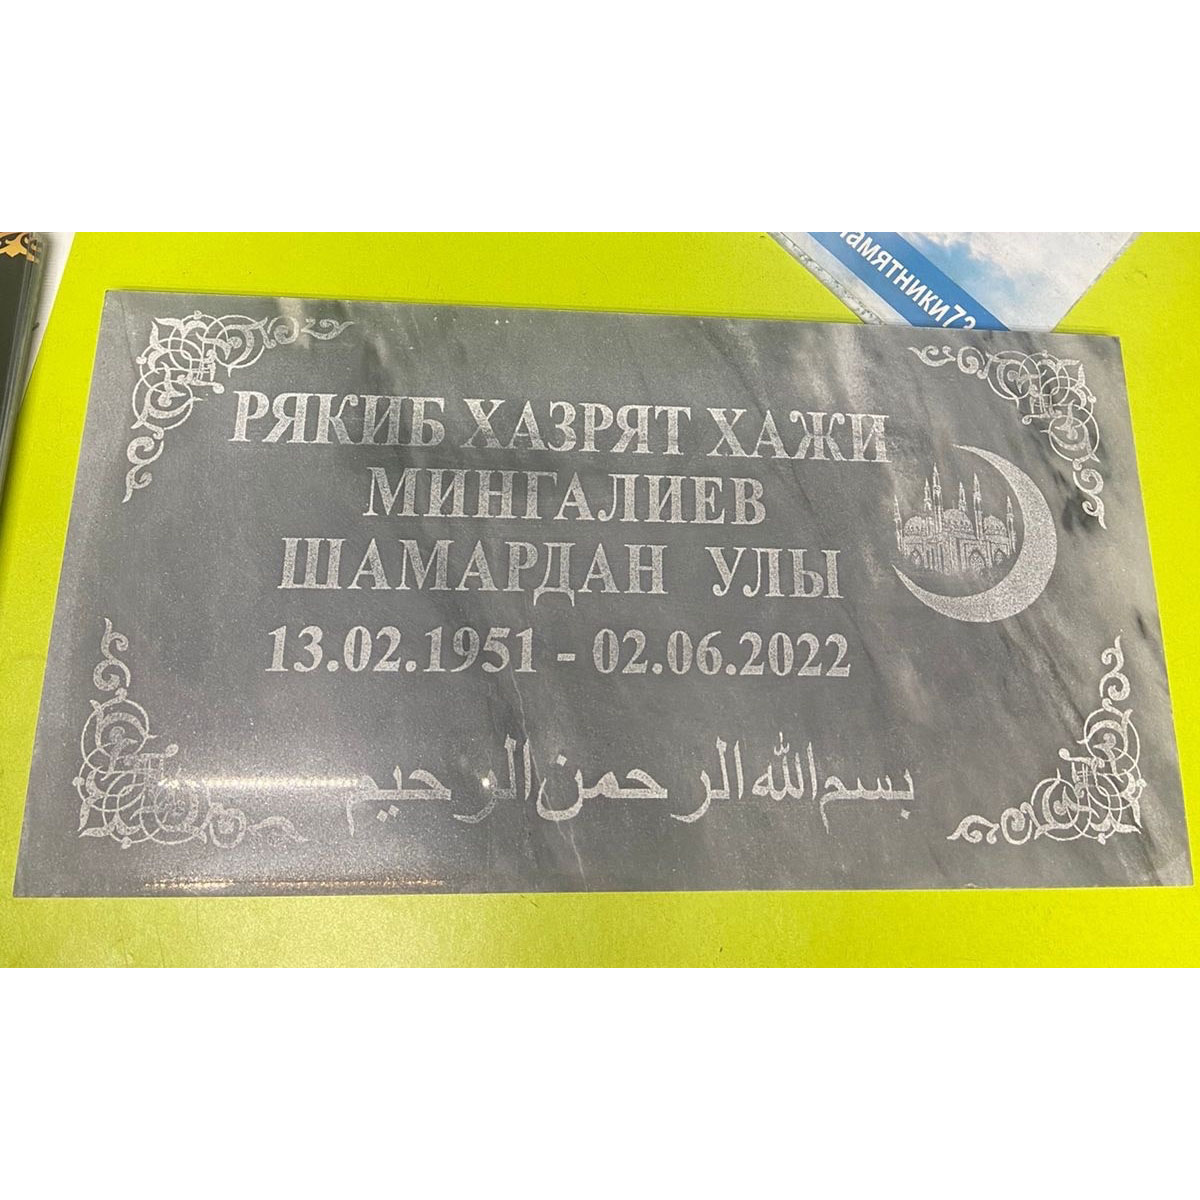 памятники72
РЯКИБ ХАЗРЯТ ХАЖИ
МИНГАЛИЕВ
ШАМАРДАН УЛЫ
13.02.1951 - 02.06.2022
بسم الله الرحمن الرحيم